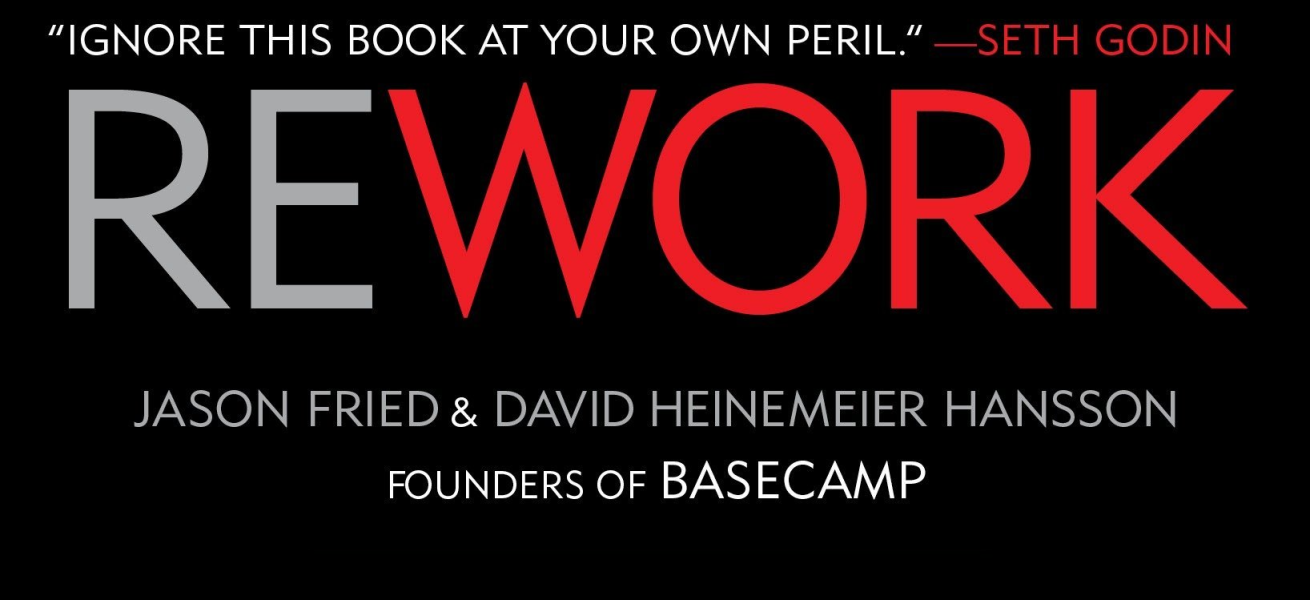 “IGNORE THIS BOOK AT YOUR OWN PERIL.“ —SETH GODIN
REWORK
JASON FRIED & DAVID HEINEMEIER HANSSON
FOUNDERS OF BASECAMP